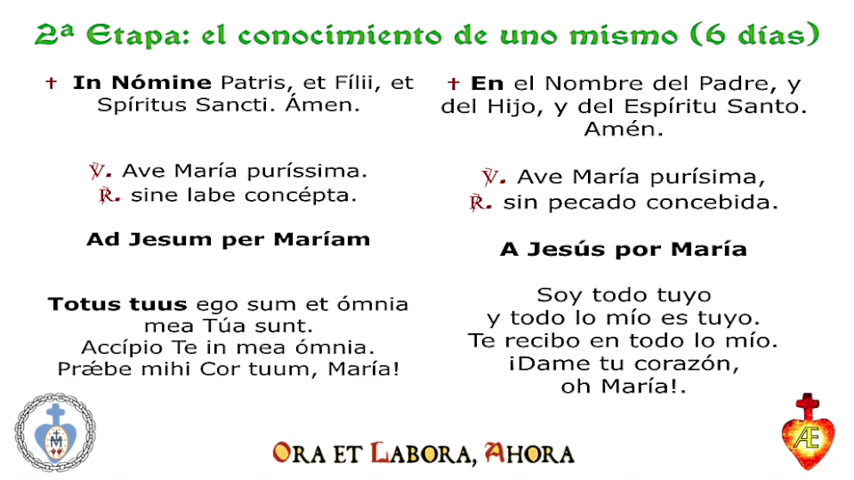 2ª Etapa: el conocimiento de uno mismo (6 días)
✝ In Nómine Patris, et Fílii, et
Spíritus Sancti. Ámen.
℣. Ave María puríssima.
℟. sine labe concépta.
Ad Jesum per Maríam
Totus tuus ego sum et ómnia
mea Túa sunt.
Accípio Te in mea ómnia.
Prǽbe mihi Cor tuum, María!
✝ En el Nombre del Padre, y
del Hijo, y del Espíritu Santo.
Amén.
℣. Ave María purísima,
℟. sin pecado concebida.
A Jesús por María
Soy todo tuyo
y todo lo mío es tuyo.
Te recibo en todo lo mío.
¡Dame tu corazón,
oh María!.
M
Ora et Labora, Ahora
Æ